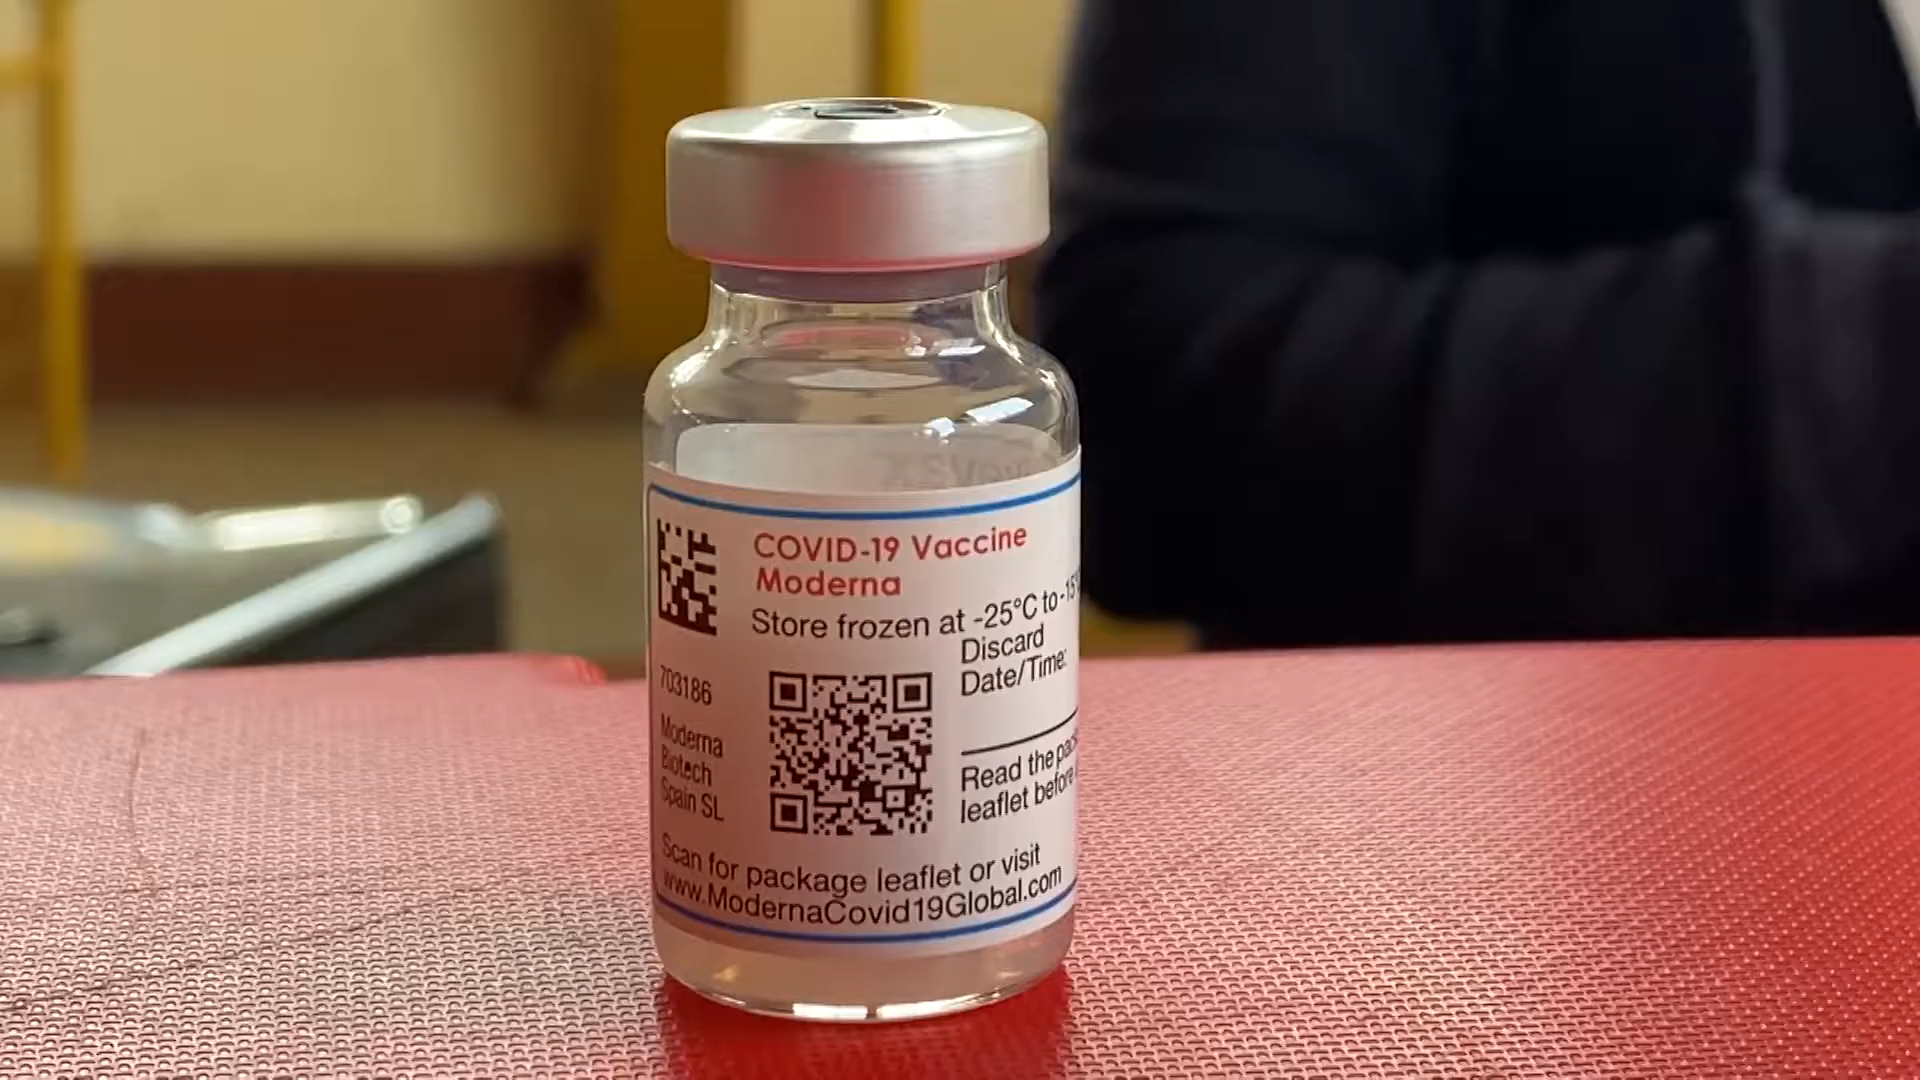 COVID-19 Vaccine
Moderna
Store frozen at -25°C to -15
Discard
Date/Time:
703186
Moderna
Biotech
Spain SL
Read the
leaflet before
Scan for package leaflet or visit
www.ModernaCovid19Global.com